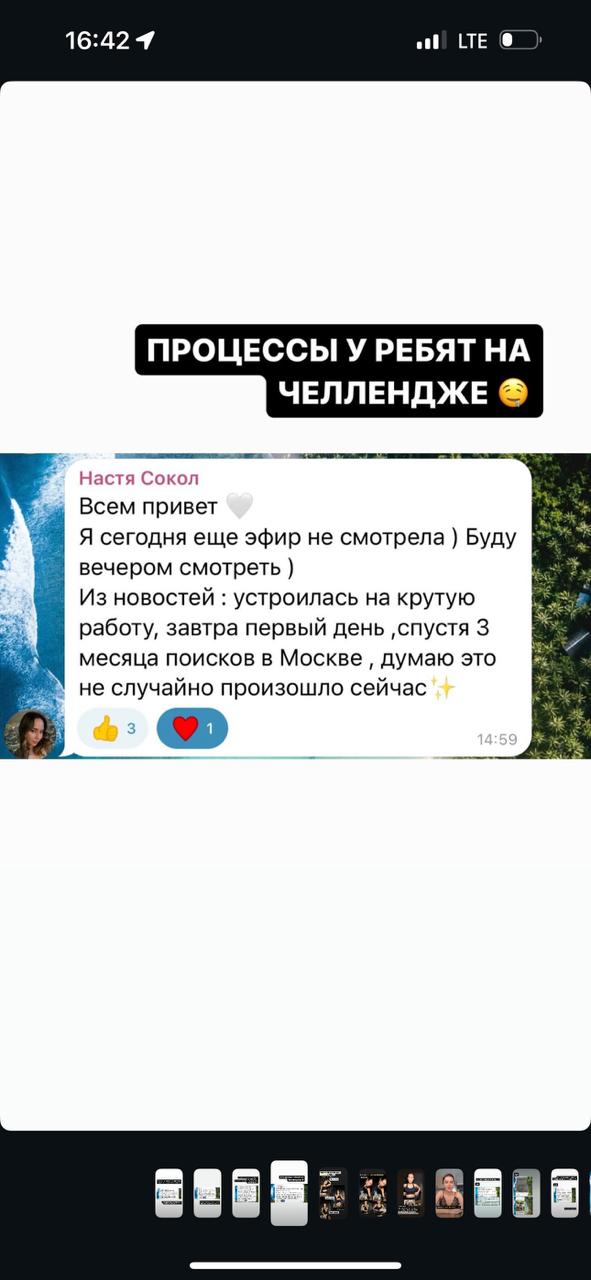 16:42
LTE
ПРОЦЕССЫ У РЕБЯТ НА
ЧЕЛЛЕНДЖЕ 🤤
Настя Сокол
Всем привет 🤍
Я сегодня еще эфир не смотрела ) Буду
вечером смотреть )
Из новостей : устроилась на крутую
работу, завтра первый день ,спустя 3
месяца поисков в Москве , думаю это
не случайно произошло сейчас ✨
👍 3 ❤️ 1
14:59